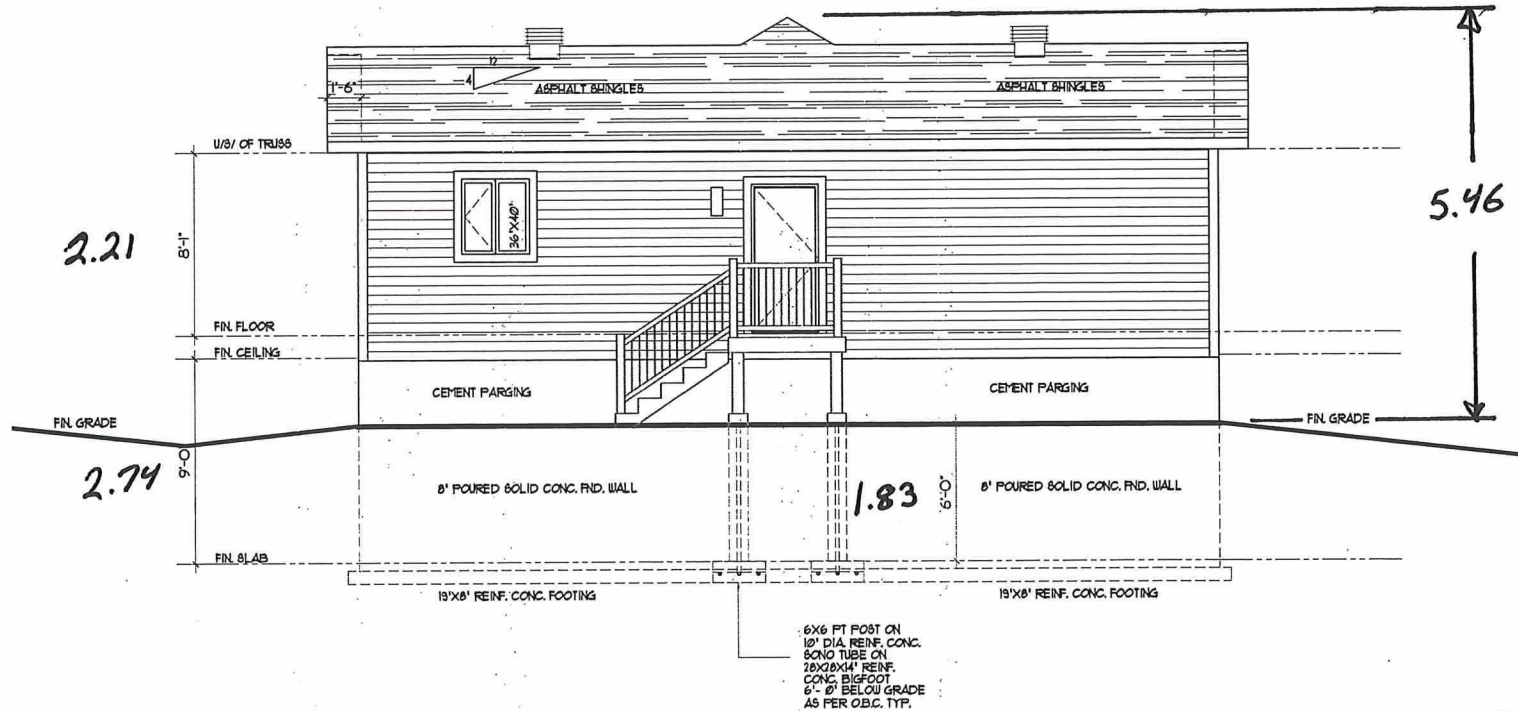 5.46
12
4
1'-6"
ASPHALT SHINGLES
ASPHALT SHINGLES
U/S/ OF TRUSS
2.21
8'-1"
36"X40"
FIN. FLOOR
FIN. CEILING
CEMENT PARGING
CEMENT PARGING
FIN. GRADE
FIN. GRADE
2.74
9'-0
8" POURED SOLID CONC. FND. WALL
1.83
6'-0"
8" POURED SOLID CONC. FND. WALL
FIN. SLAB
19"X8" REINF. CONC. FOOTING
19"X8" REINF. CONC. FOOTING
6X6 PT POST ON
10" DIA. REINF. CONC.
SONO TUBE ON
28X28X14" REINF.
CONC. BIGFOOT
6'- 0" BELOW GRADE
AS PER O.B.C. TYP.